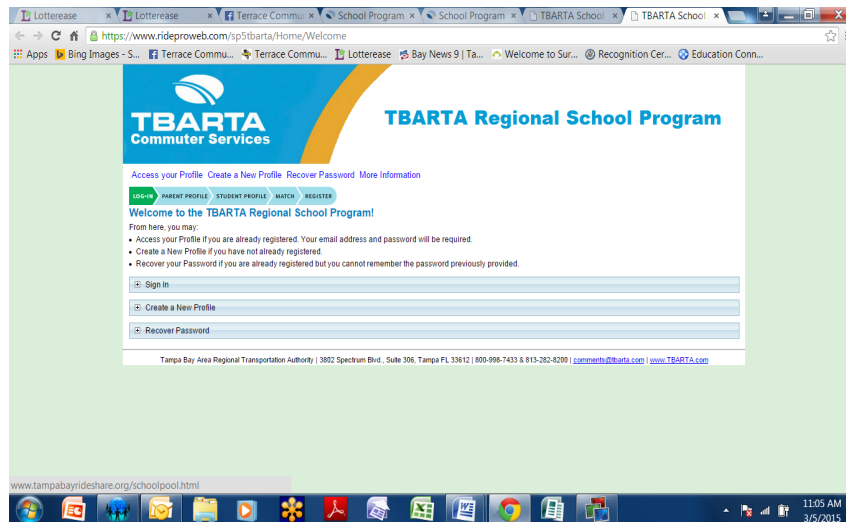 Lotterease
Lotterease
Terrace Commu
School Program
School Program
TBARTA School
TBARTA School
https://www.rideproweb.com/sp5tbarta/Home/Welcome
Apps
Bing Images - S...
Terrace Commu...
Terrace Commu...
Lotterease
Bay News 9 | Ta...
Welcome to Sur...
Recognition Cer...
Education Conn...
TBARTA
Commuter Services
TBARTA Regional School Program
Access your Profile Create a New Profile Recover Password More Information
LOG-IN PARENT PROFILE STUDENT PROFILE MATCH REGISTER
Welcome to the TBARTA Regional School Program!
From here, you may:
• Access your Profile if you are already registered. Your email address and password will be required.
• Create a New Profile if you have not already registered.
• Recover your Password if you are already registered but you cannot remember the password previously provided.
Sign In
Create a New Profile
Recover Password
Tampa Bay Area Regional Transportation Authority | 3802 Spectrum Blvd., Suite 306, Tampa FL 33612 | 800-998-7433 & 813-282-8200 | comments@tbarta.com | www.TBARTA.com
www.tampabayrideshare.org/schoolpool.html
11:05 AM
3/5/2015